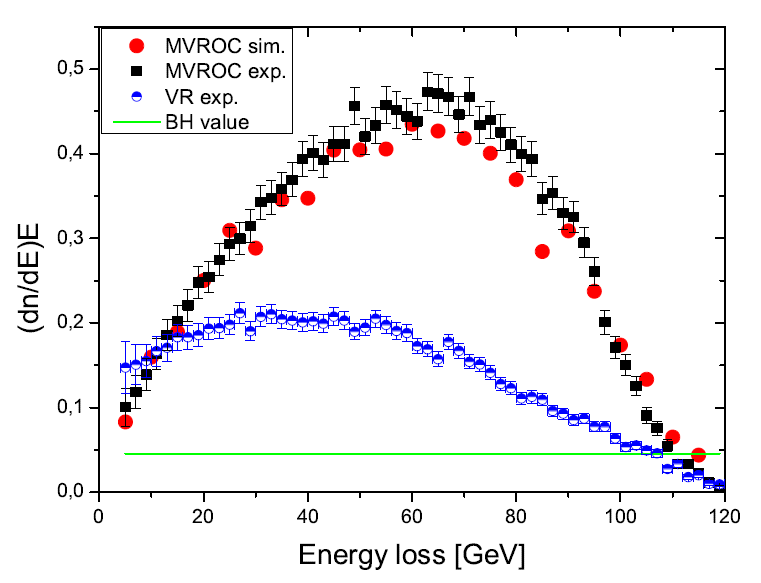 MVROC sim.
MVROC exp.
VR exp.
BH value
0,5
0,4
0,3
0,2
0,1
0,0
(dn/dE)E
0 20 40 60 80 100 120
Energy loss [GeV]